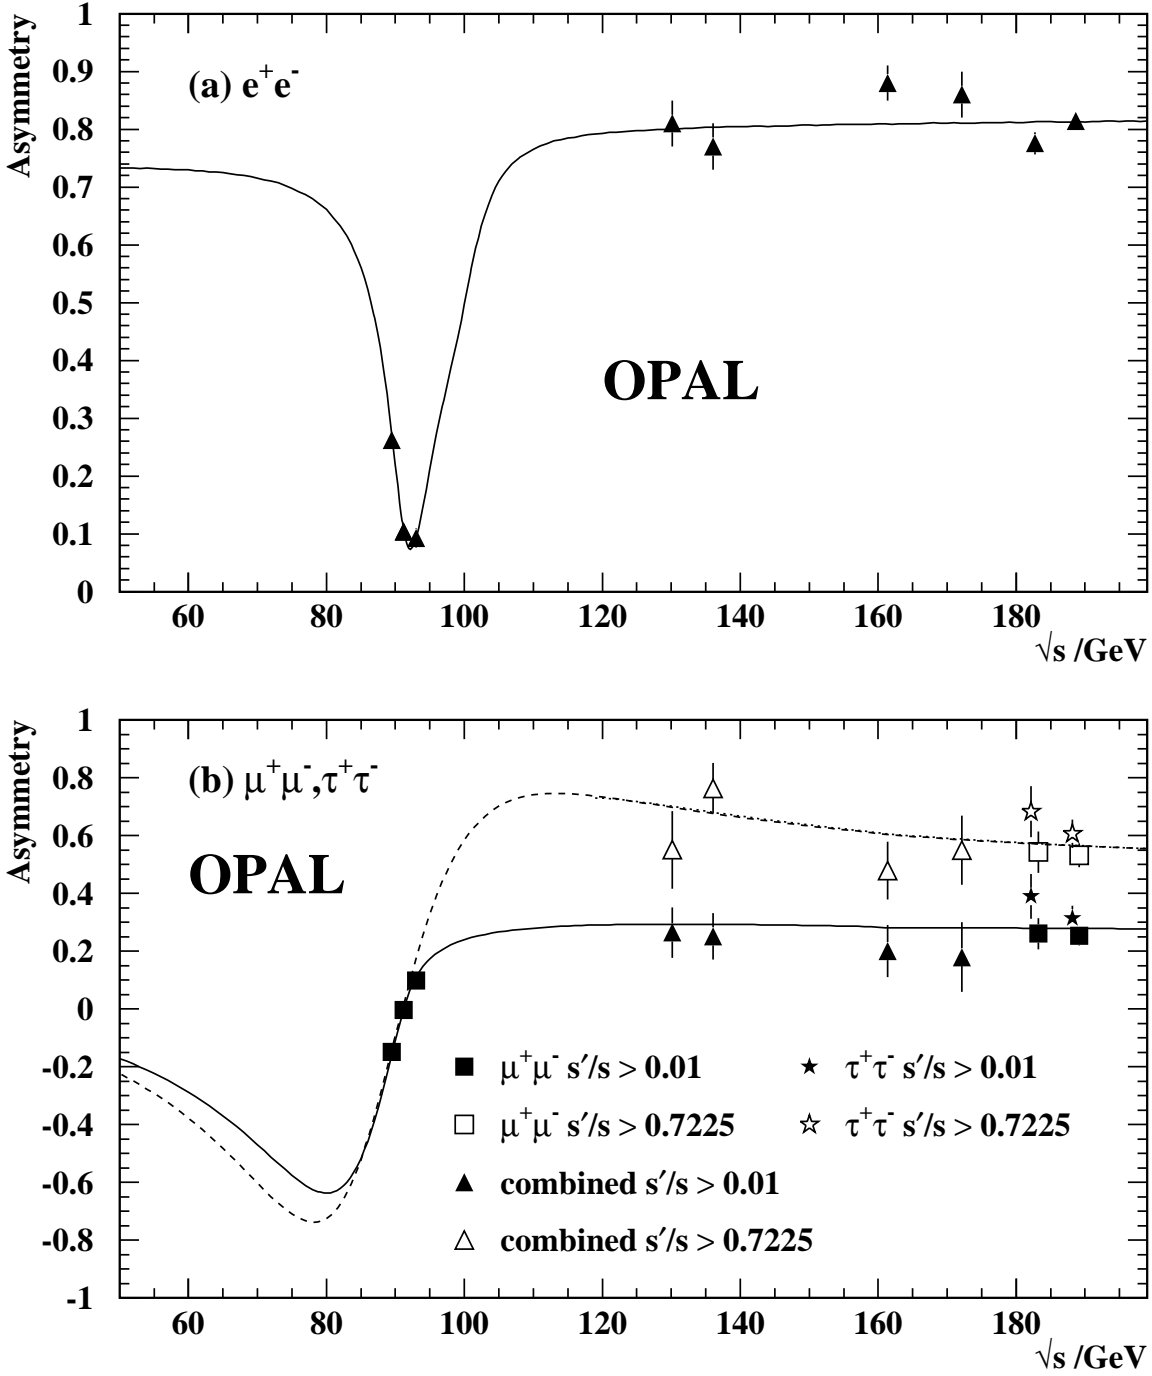 Asymmetry
(a) e⁺e⁻
OPAL
1
0.9
0.8
0.7
0.6
0.5
0.4
0.3
0.2
0.1
0
60 80 100 120 140 160 180
√s /GeV
Asymmetry
(b) μ⁺μ⁻,τ⁺τ⁻
OPAL
1
0.8
0.6
0.4
0.2
0
-0.2
-0.4
-0.6
-0.8
-1
μ⁺μ⁻ s′/s > 0.01
μ⁺μ⁻ s′/s > 0.7225
combined s′/s > 0.01
combined s′/s > 0.7225
τ⁺τ⁻ s′/s > 0.01
τ⁺τ⁻ s′/s > 0.7225
60 80 100 120 140 160 180
√s /GeV